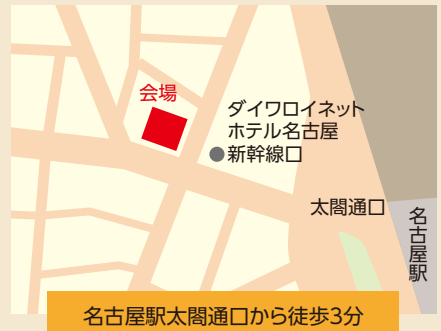 会場
ダイワロイネット
ホテル名古屋
新幹線口
太閤通口
名古屋駅
名古屋駅太閤通口から徒歩3分